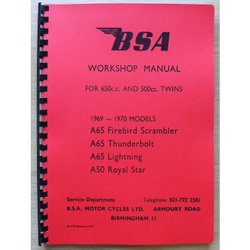 BSA
WORKSHOP MANUAL
FOR 650c.c. AND 500cc. TWINS
1969 — 1970 MODELS
A65 Firebird Scrambler
A65 Thunderbolt
A65 Lightning
A50 Royal Star
Service Department Telephone 021-772 2381
B.S.A. MOTOR CYCLES LTD. ARMOURY ROAD
BIRMINGHAM 11